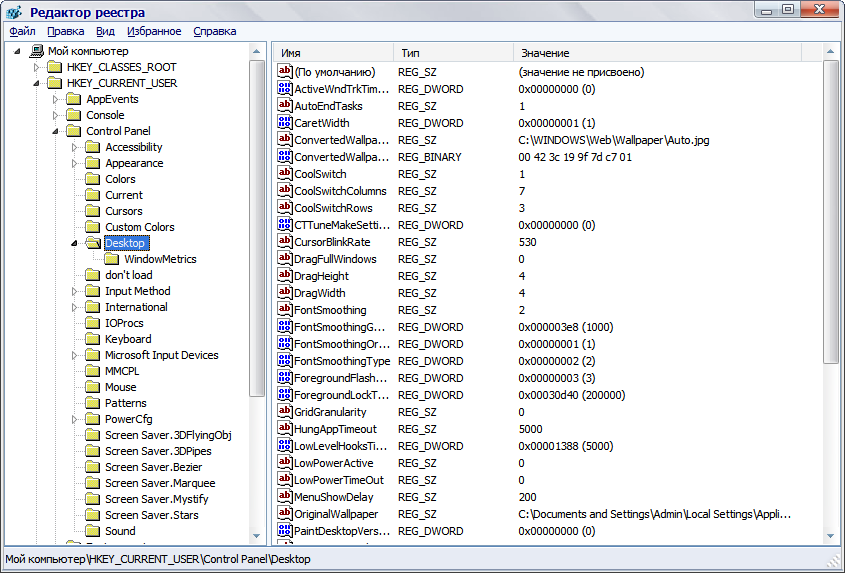 Редактор реестра
Файл Правка Вид Избранное Справка
Мой компьютер
HKEY_CLASSES_ROOT
HKEY_CURRENT_USER
AppEvents
Console
Control Panel
Accessibility
Appearance
Colors
Current
Cursors
Custom Colors
Desktop
WindowMetrics
don't load
Input Method
International
IOProcs
Keyboard
Microsoft Input Devices
MMCPL
Mouse
Patterns
PowerCfg
Screen Saver.3DFlyingObj
Screen Saver.3DPipes
Screen Saver.Bezier
Screen Saver.Marquee
Screen Saver.Mystify
Screen Saver.Stars
Sound
Имя Тип Значение
(По умолчанию) REG_SZ (значение не присвоено)
ActiveWndTrkTim... REG_DWORD 0x00000000 (0)
AutoEndTasks REG_SZ 1
CaretWidth REG_DWORD 0x00000001 (1)
ConvertedWallpa... REG_SZ C:\WINDOWS\Web\Wallpaper\Auto.jpg
ConvertedWallpa... REG_BINARY 00 42 3c 19 9f 7d c7 01
CoolSwitch REG_SZ 1
CoolSwitchColumns REG_SZ 7
CoolSwitchRows REG_SZ 3
CTTuneMakeSetti... REG_DWORD 0x00000000 (0)
CursorBlinkRate REG_SZ 530
DragFullWindows REG_SZ 0
DragHeight REG_SZ 4
DragWidth REG_SZ 4
FontSmoothing REG_SZ 2
FontSmoothingG... REG_DWORD 0x000003e8 (1000)
FontSmoothingOr... REG_DWORD 0x00000001 (1)
FontSmoothingType REG_DWORD 0x00000002 (2)
ForegroundFlash... REG_DWORD 0x00000003 (3)
ForegroundLockT... REG_DWORD 0x00030d40 (200000)
GridGranularity REG_SZ 0
HungAppTimeout REG_SZ 5000
LowLevelHooksTi... REG_DWORD 0x00001388 (5000)
LowPowerActive REG_SZ 0
LowPowerTimeOut REG_SZ 0
MenuShowDelay REG_SZ 200
OriginalWallpaper REG_SZ C:\Documents and Settings\Admin\Local Settings\Appli...
PaintDesktopVers... REG_DWORD 0x00000000 (0)
Мой компьютер\HKEY_CURRENT_USER\Control Panel\Desktop